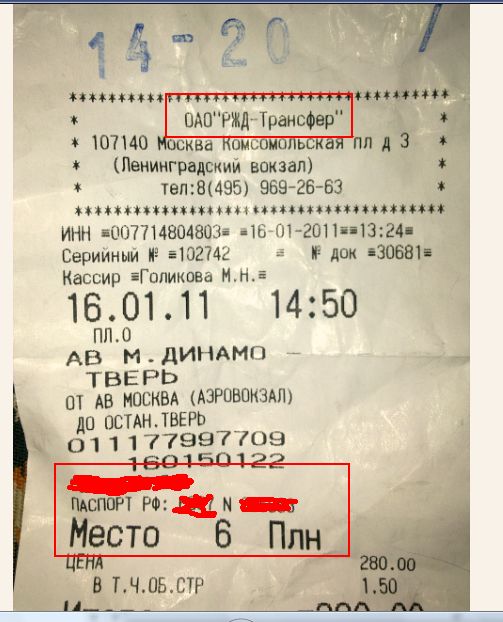 14-20
ОАО"РЖД-Трансфер"
107140 Москва Комсомольская пл д 3
(Ленинградский вокзал)
тел:8(495) 969-26-63
ИНН =007714804803= =16-01-2011==13:24=
Серийный № =102742 = № док =30681=
Кассир =Голикова М.Н.=
16.01.11 14:50
ПЛ.0
АВ М.ДИНАМО -
ТВЕРЬ
ОТ АВ МОСКВА (АЭРОВОКЗАЛ)
ДО ОСТАН.ТВЕРЬ
011177997709
160150122
ПАСПОРТ РФ: N
Место 6 Плн
ЦЕНА 280.00
В Т.Ч.ОБ.СТР 1.50